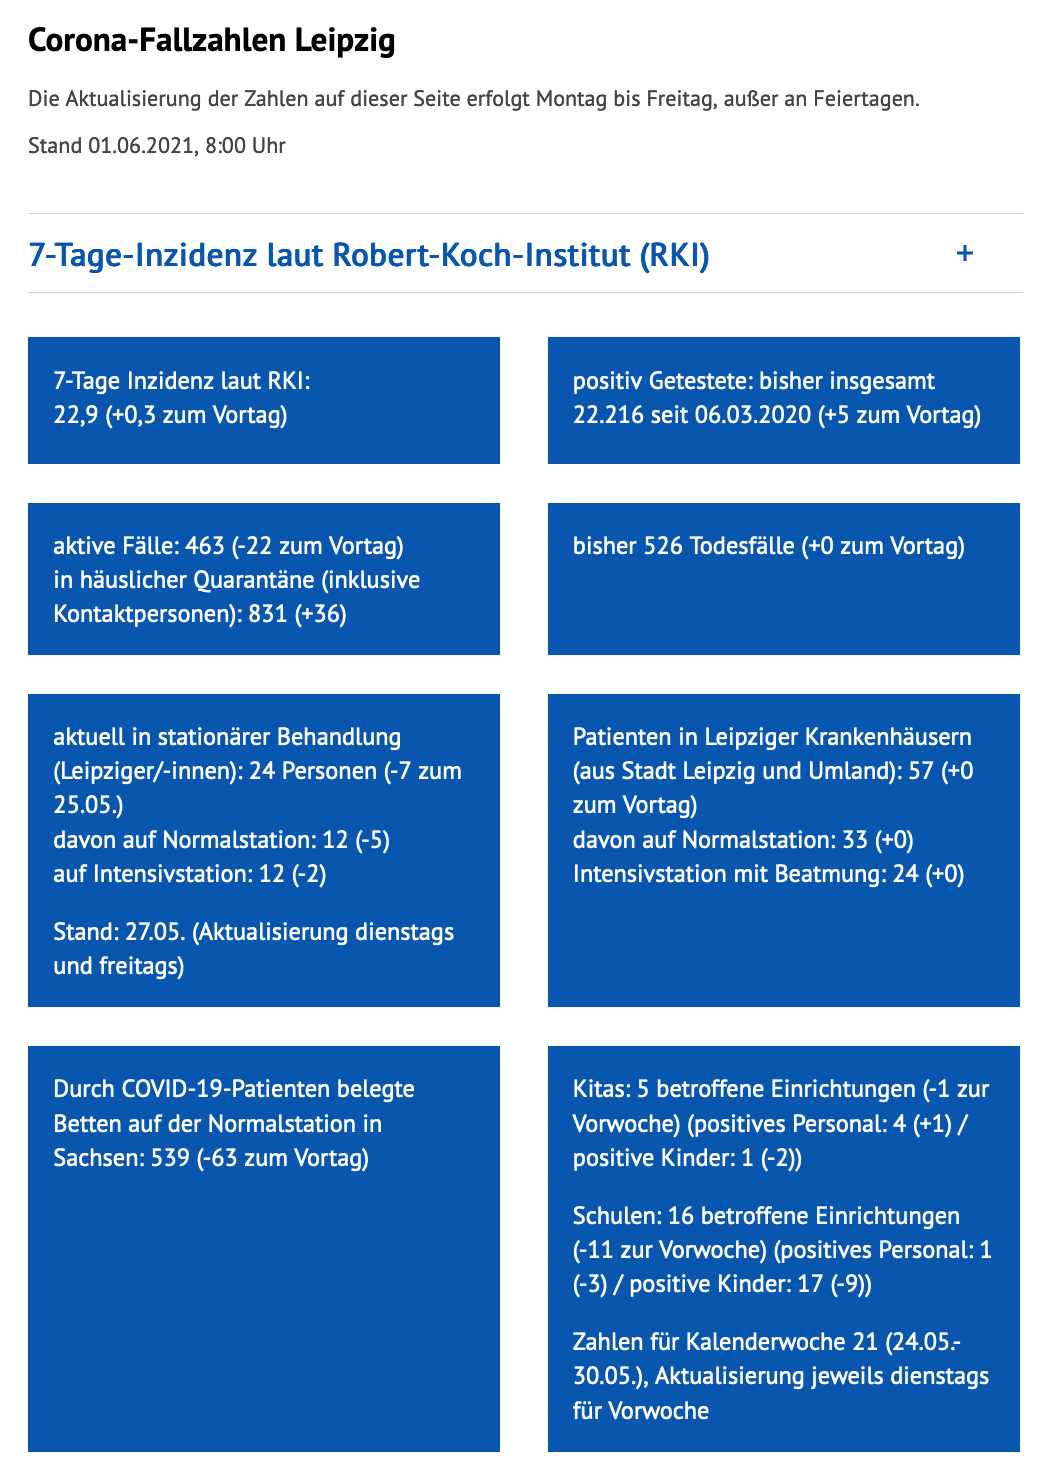 Corona-Fallzahlen Leipzig
Die Aktualisierung der Zahlen auf dieser Seite erfolgt Montag bis Freitag, außer an Feiertagen.
Stand 01.06.2021, 8:00 Uhr
7-Tage-Inzidenz laut Robert-Koch-Institut (RKI) +
7-Tage Inzidenz laut RKI:
22,9 (+0,3 zum Vortag)
positiv Getestete: bisher insgesamt
22.216 seit 06.03.2020 (+5 zum Vortag)
aktive Fälle: 463 (-22 zum Vortag)
in häuslicher Quarantäne (inklusive
Kontaktpersonen): 831 (+36)
bisher 526 Todesfälle (+0 zum Vortag)
aktuell in stationärer Behandlung
(Leipziger/-innen): 24 Personen (-7 zum
25.05.)
davon auf Normalstation: 12 (-5)
auf Intensivstation: 12 (-2)
Stand: 27.05. (Aktualisierung dienstags
und freitags)
Patienten in Leipziger Krankenhäusern
(aus Stadt Leipzig und Umland): 57 (+0
zum Vortag)
davon auf Normalstation: 33 (+0)
Intensivstation mit Beatmung: 24 (+0)
Durch COVID-19-Patienten belegte
Betten auf der Normalstation in
Sachsen: 539 (-63 zum Vortag)
Kitas: 5 betroffene Einrichtungen (-1 zur
Vorwoche) (positives Personal: 4 (+1) /
positive Kinder: 1 (-2))
Schulen: 16 betroffene Einrichtungen
(-11 zur Vorwoche) (positives Personal: 1
(-3) / positive Kinder: 17 (-9))
Zahlen für Kalenderwoche 21 (24.05.-
30.05.), Aktualisierung jeweils dienstags
für Vorwoche